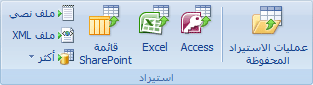 عمليات الاستيراد
المحفوظة
Access
Excel
قائمة
SharePoint
ملف نصي
ملف XML
أكثر
استيراد